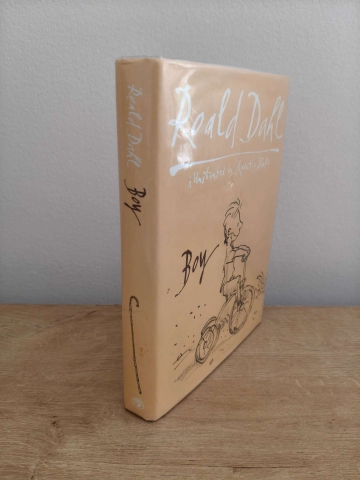 Roald Dahl
Boy
Roald Dahl
illustrated by Quentin Blake
Boy